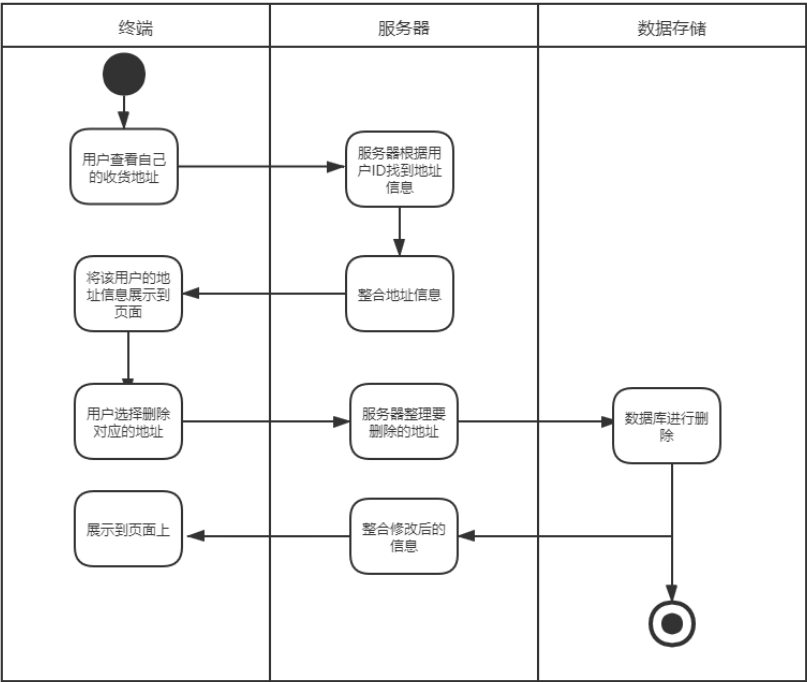 终端
服务器
数据存储
用户查看自己
的收货地址
服务器根据用
户ID找到地址
信息
将该用户的地
址信息展示到
页面
整合地址信息
用户选择删除
对应的地址
服务器整理要
删除的地址
数据库进行删
除
展示到页面上
整合修改后的
信息